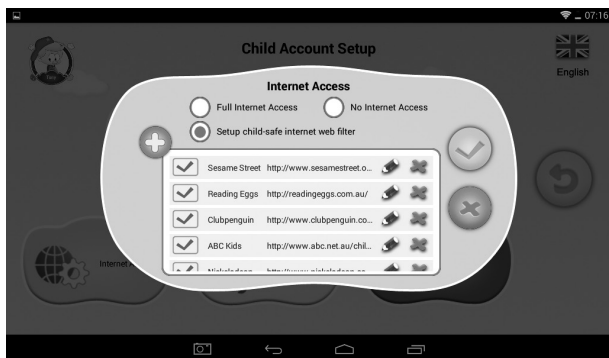 07:16
Child Account Setup
English
Internet Access
Full Internet Access
No Internet Access
Setup child-safe internet web filter
Sesame Street http://www.sesamestreet.o...
Reading Eggs http://readingeggs.com.au/
Clubpenguin http://www.clubpenguin.co...
ABC Kids http://www.abc.net.au/chil...
Internet